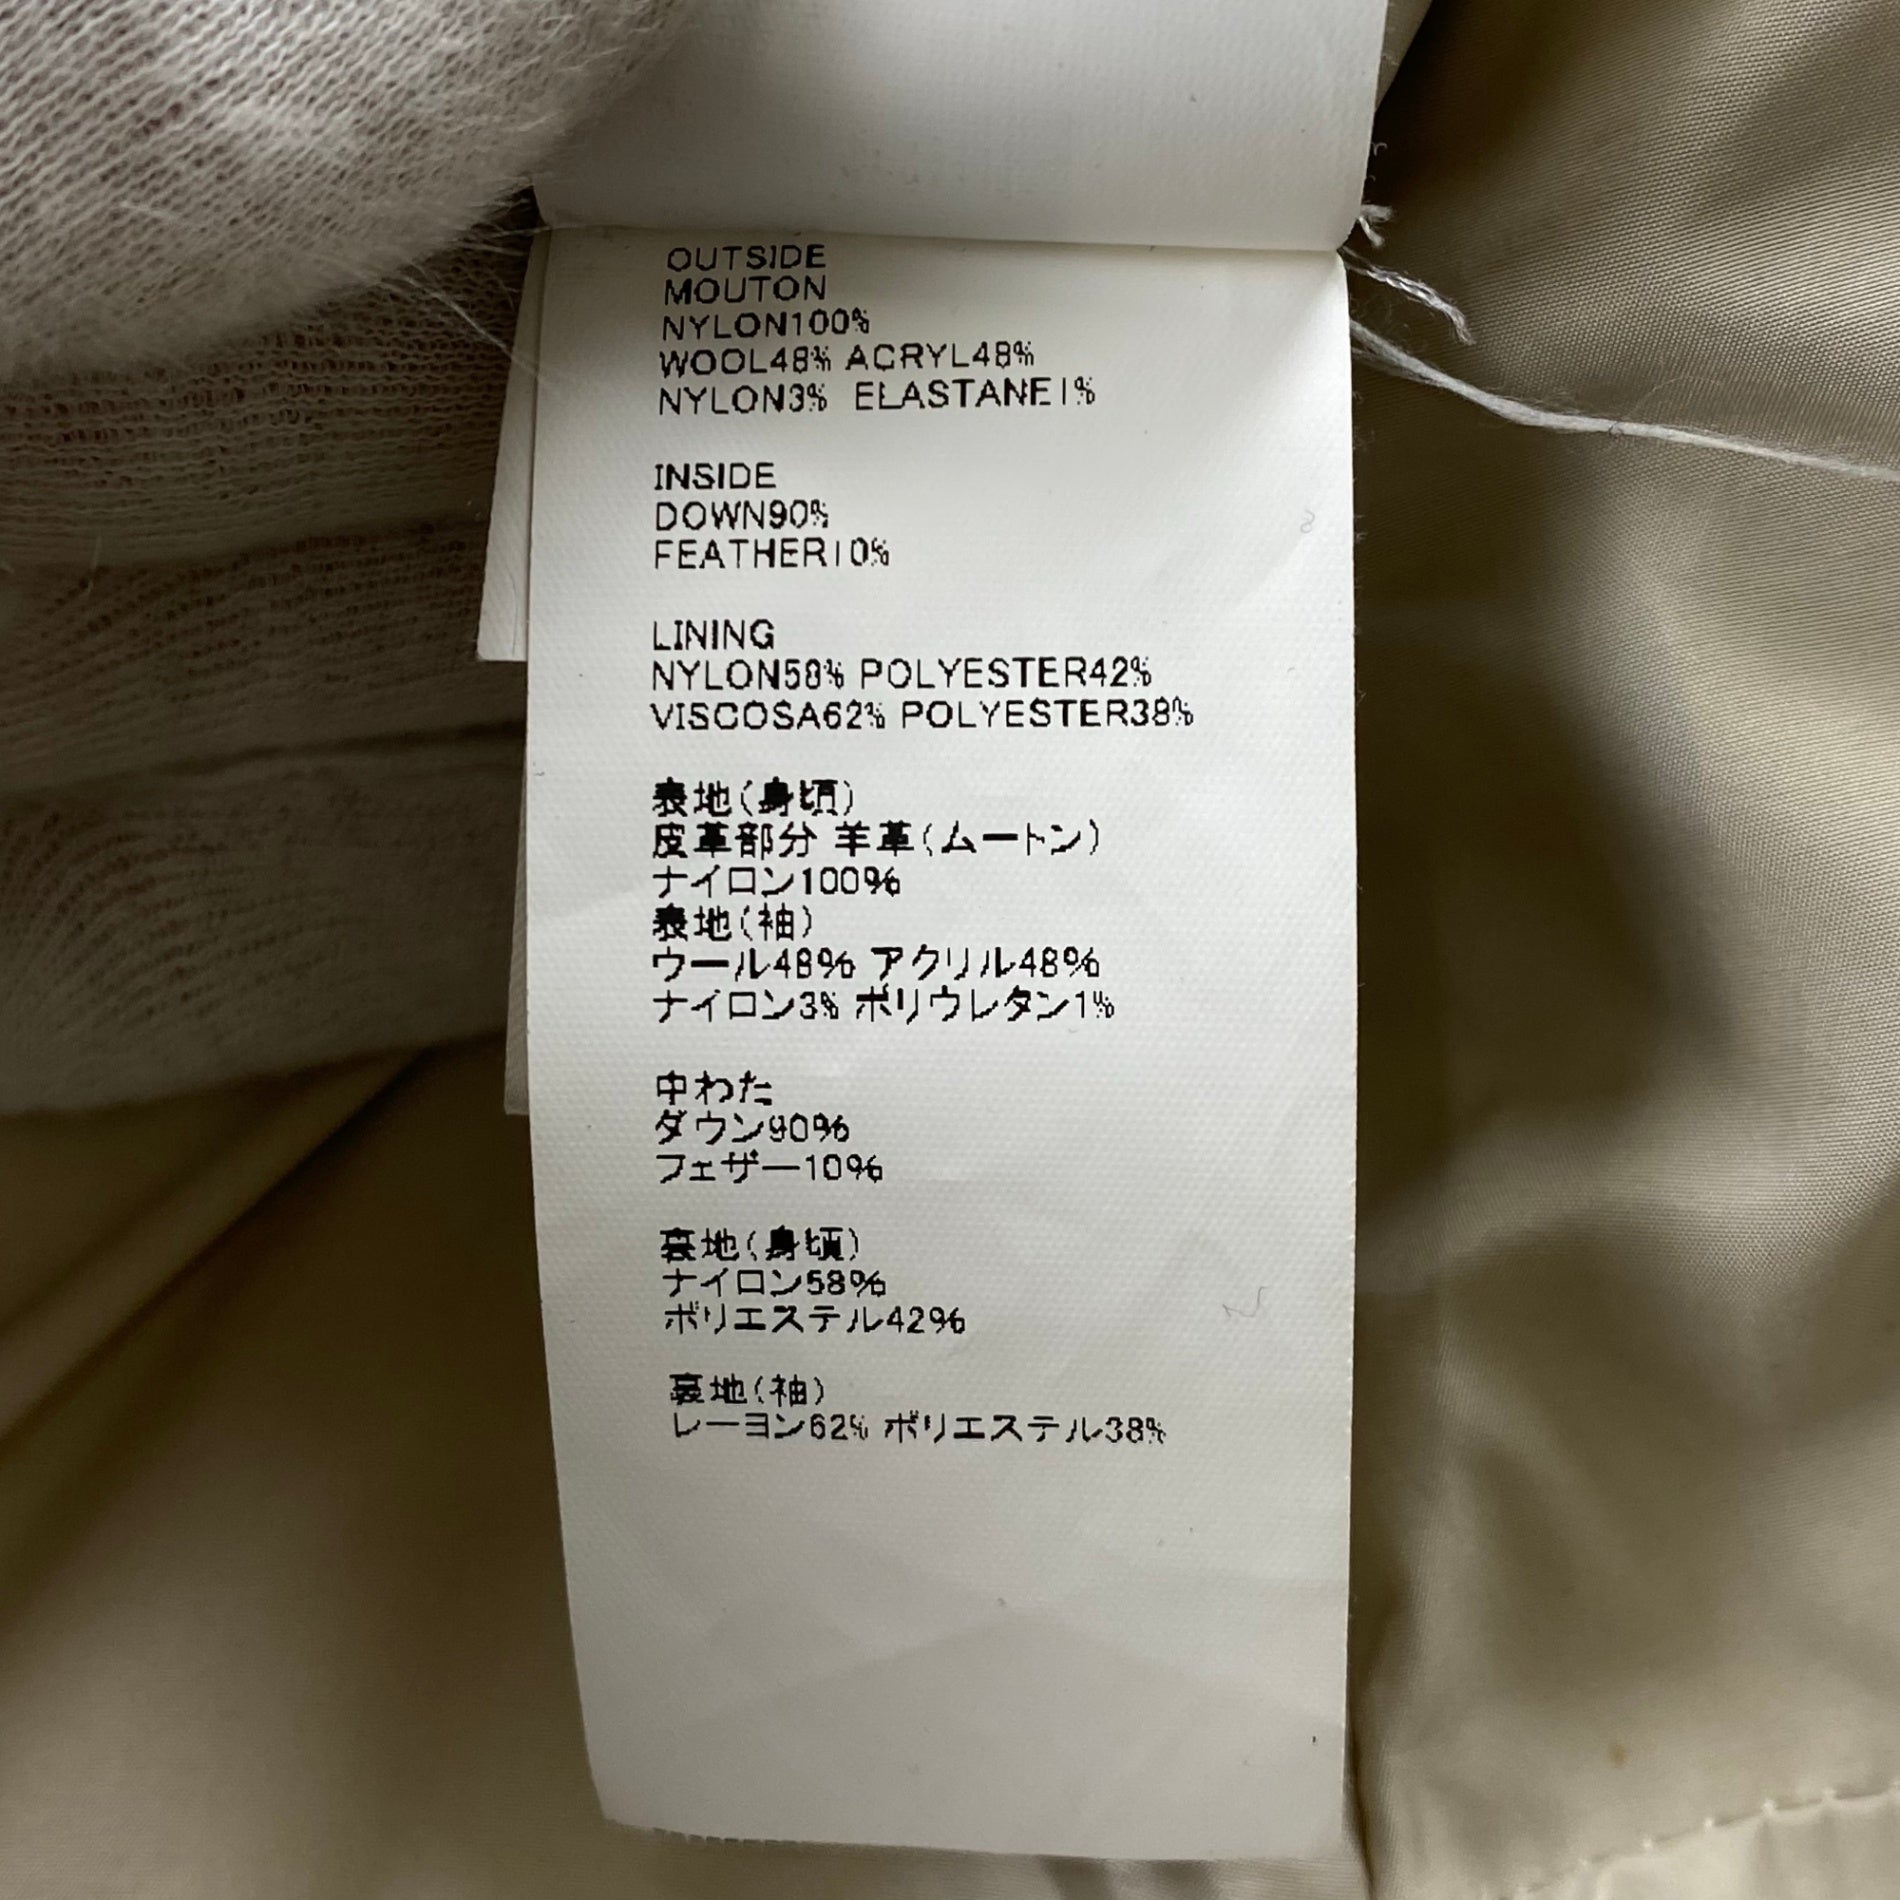 OUTSIDE
MOUTON
NYLON100%
WOOL48% ACRYL48%
NYLON3% ELASTANE1%
INSIDE
DOWN90%
FEATHER10%
LINING
NYLON58% POLYESTER42%
VISCOSA62% POLYESTER38%
表地(身頃)
皮革部分 羊革(ムートン)
ナイロン100%
表地(袖)
ウール48% アクリル48%
ナイロン3% ポリウレタン1%
中わた
ダウン90%
フェザー10%
裏地(身頃)
ナイロン58%
ポリエステル42%
裏地(袖)
レーヨン62% ポリエステル38%